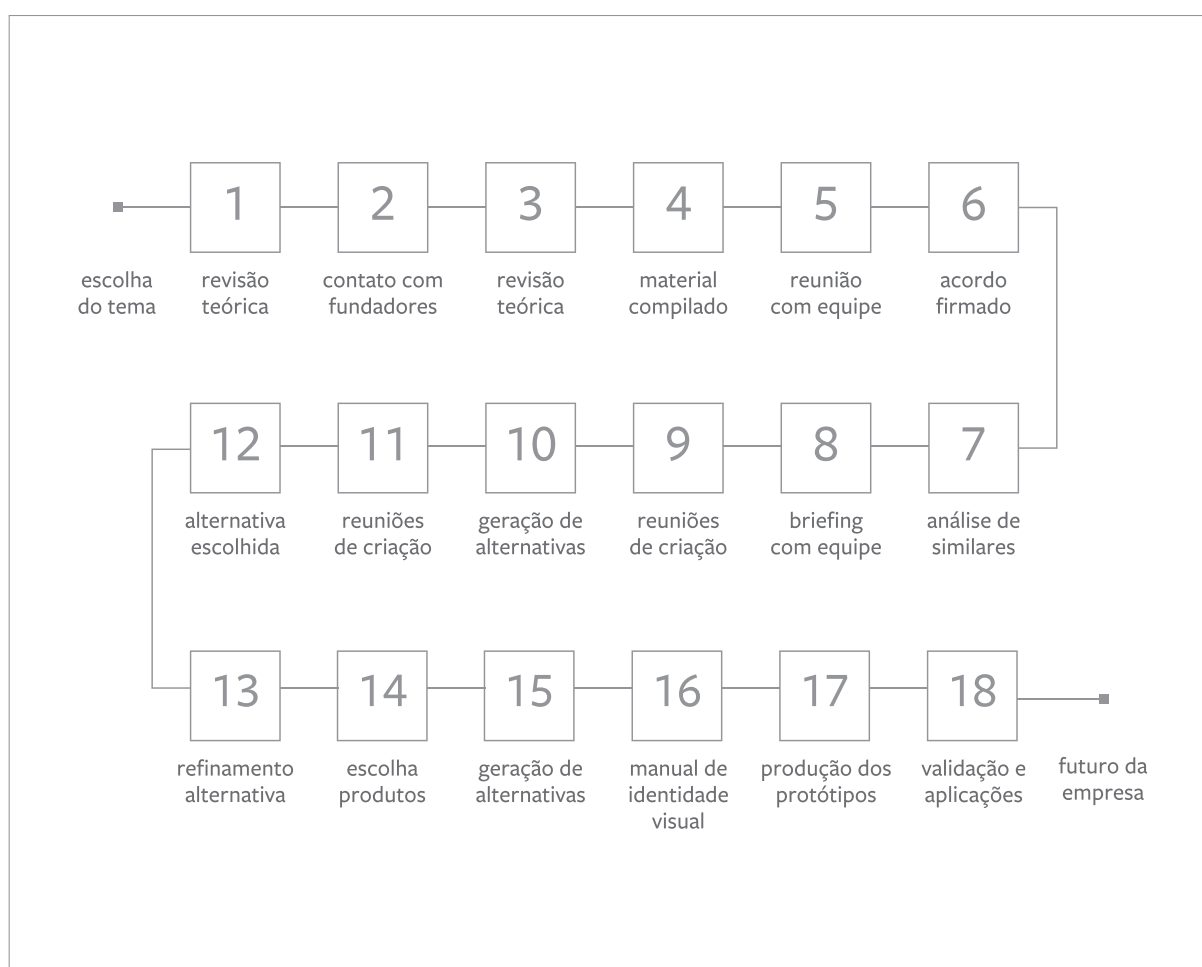 1
2
3
4
5
6
escolha
do tema
revisão
teórica
contato com
fundadores
revisão
teórica
material
compilado
reunião
com equipe
acordo
firmado
12
11
10
9
8
7
alternativa
escolhida
reuniões
de criação
geração de
alternativas
reuniões
de criação
briefing
com equipe
análise de
similares
13
14
15
16
17
18
refinamento
alternativa
escolha
produtos
geração de
alternativas
manual de
identidade
visual
produção dos
protótipos
validação e
aplicações
futuro da
empresa